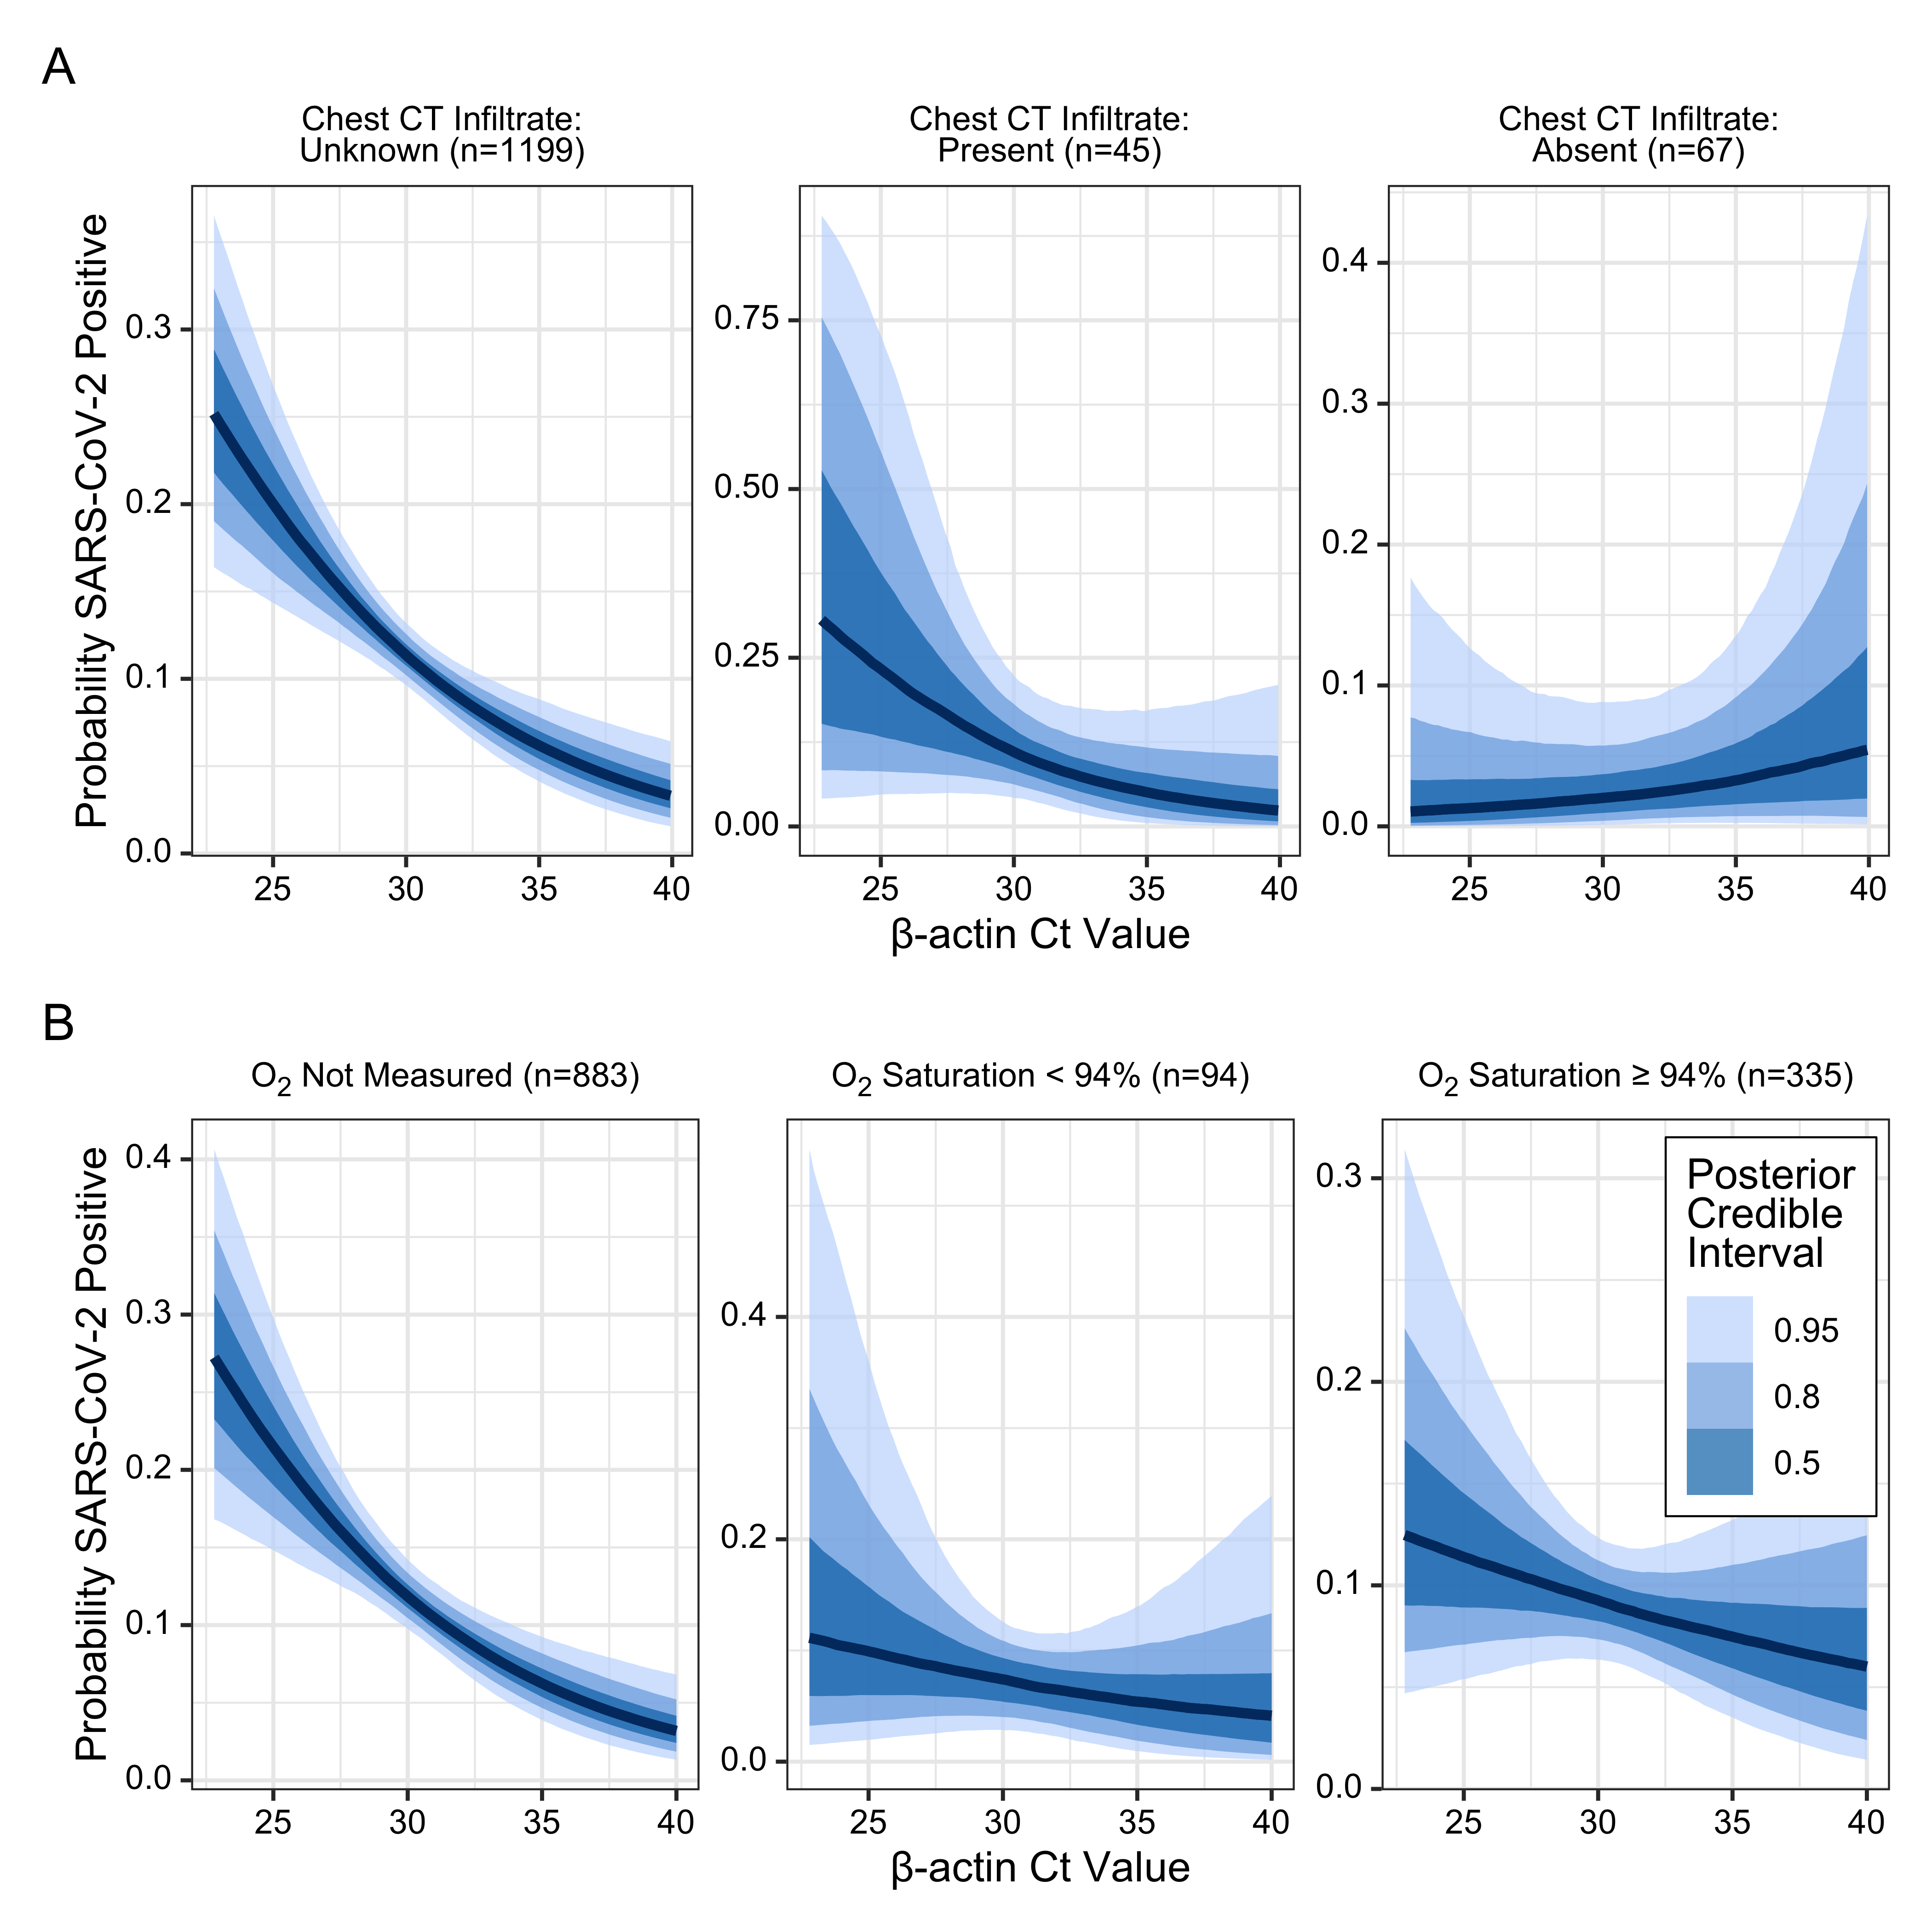 A
Chest CT Infiltrate:
Unknown (n=1199)
Chest CT Infiltrate:
Present (n=45)
Chest CT Infiltrate:
Absent (n=67)
Probability SARS-CoV-2 Positive
0.3
0.2
0.1
0.0
25 30 35 40
0.75
0.50
0.25
0.00
25 30 35 40
0.4
0.3
0.2
0.1
0.0
25 30 35 40
β-actin Ct Value
B
O₂ Not Measured (n=883)
O₂ Saturation < 94% (n=94)
O₂ Saturation ≥ 94% (n=335)
Probability SARS-CoV-2 Positive
0.4
0.3
0.2
0.1
0.0
25 30 35 40
0.4
0.2
0.0
25 30 35 40
0.3
0.2
0.1
0.0
25 30 35 40
Posterior
Credible
Interval
0.95
0.8
0.5
β-actin Ct Value